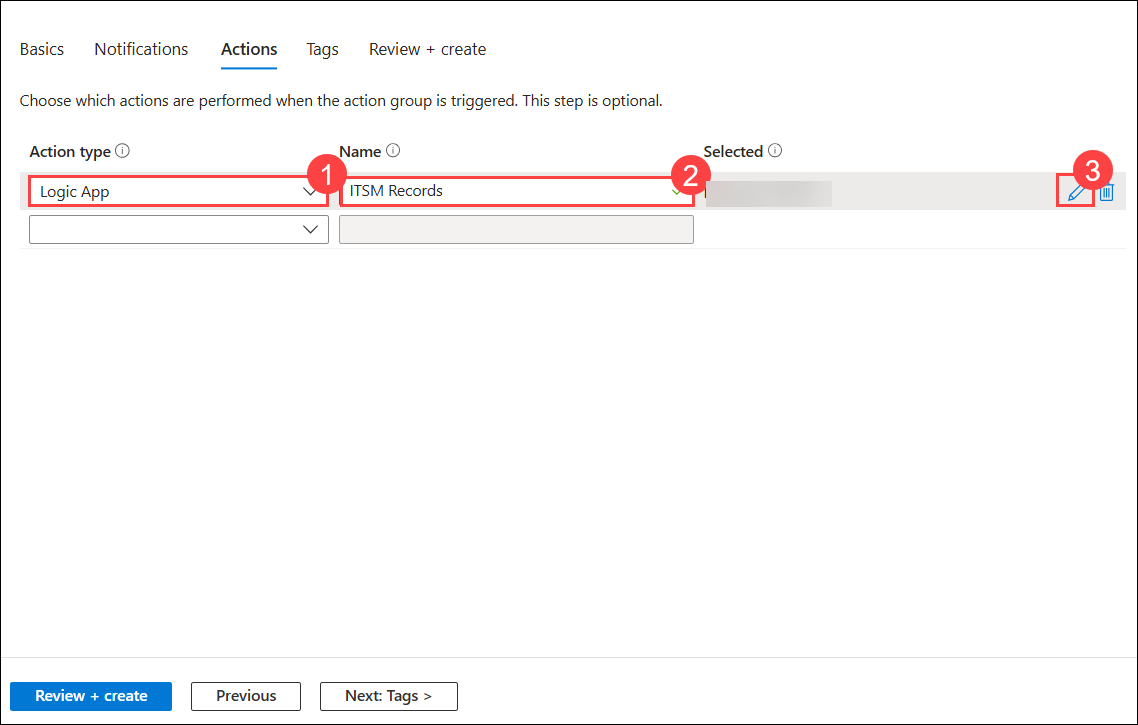 Basics Notifications Actions Tags Review + create
Choose which actions are performed when the action group is triggered. This step is optional.
Action type Name Selected
1 2 3
Logic App ITSM Records
Review + create Previous Next: Tags >